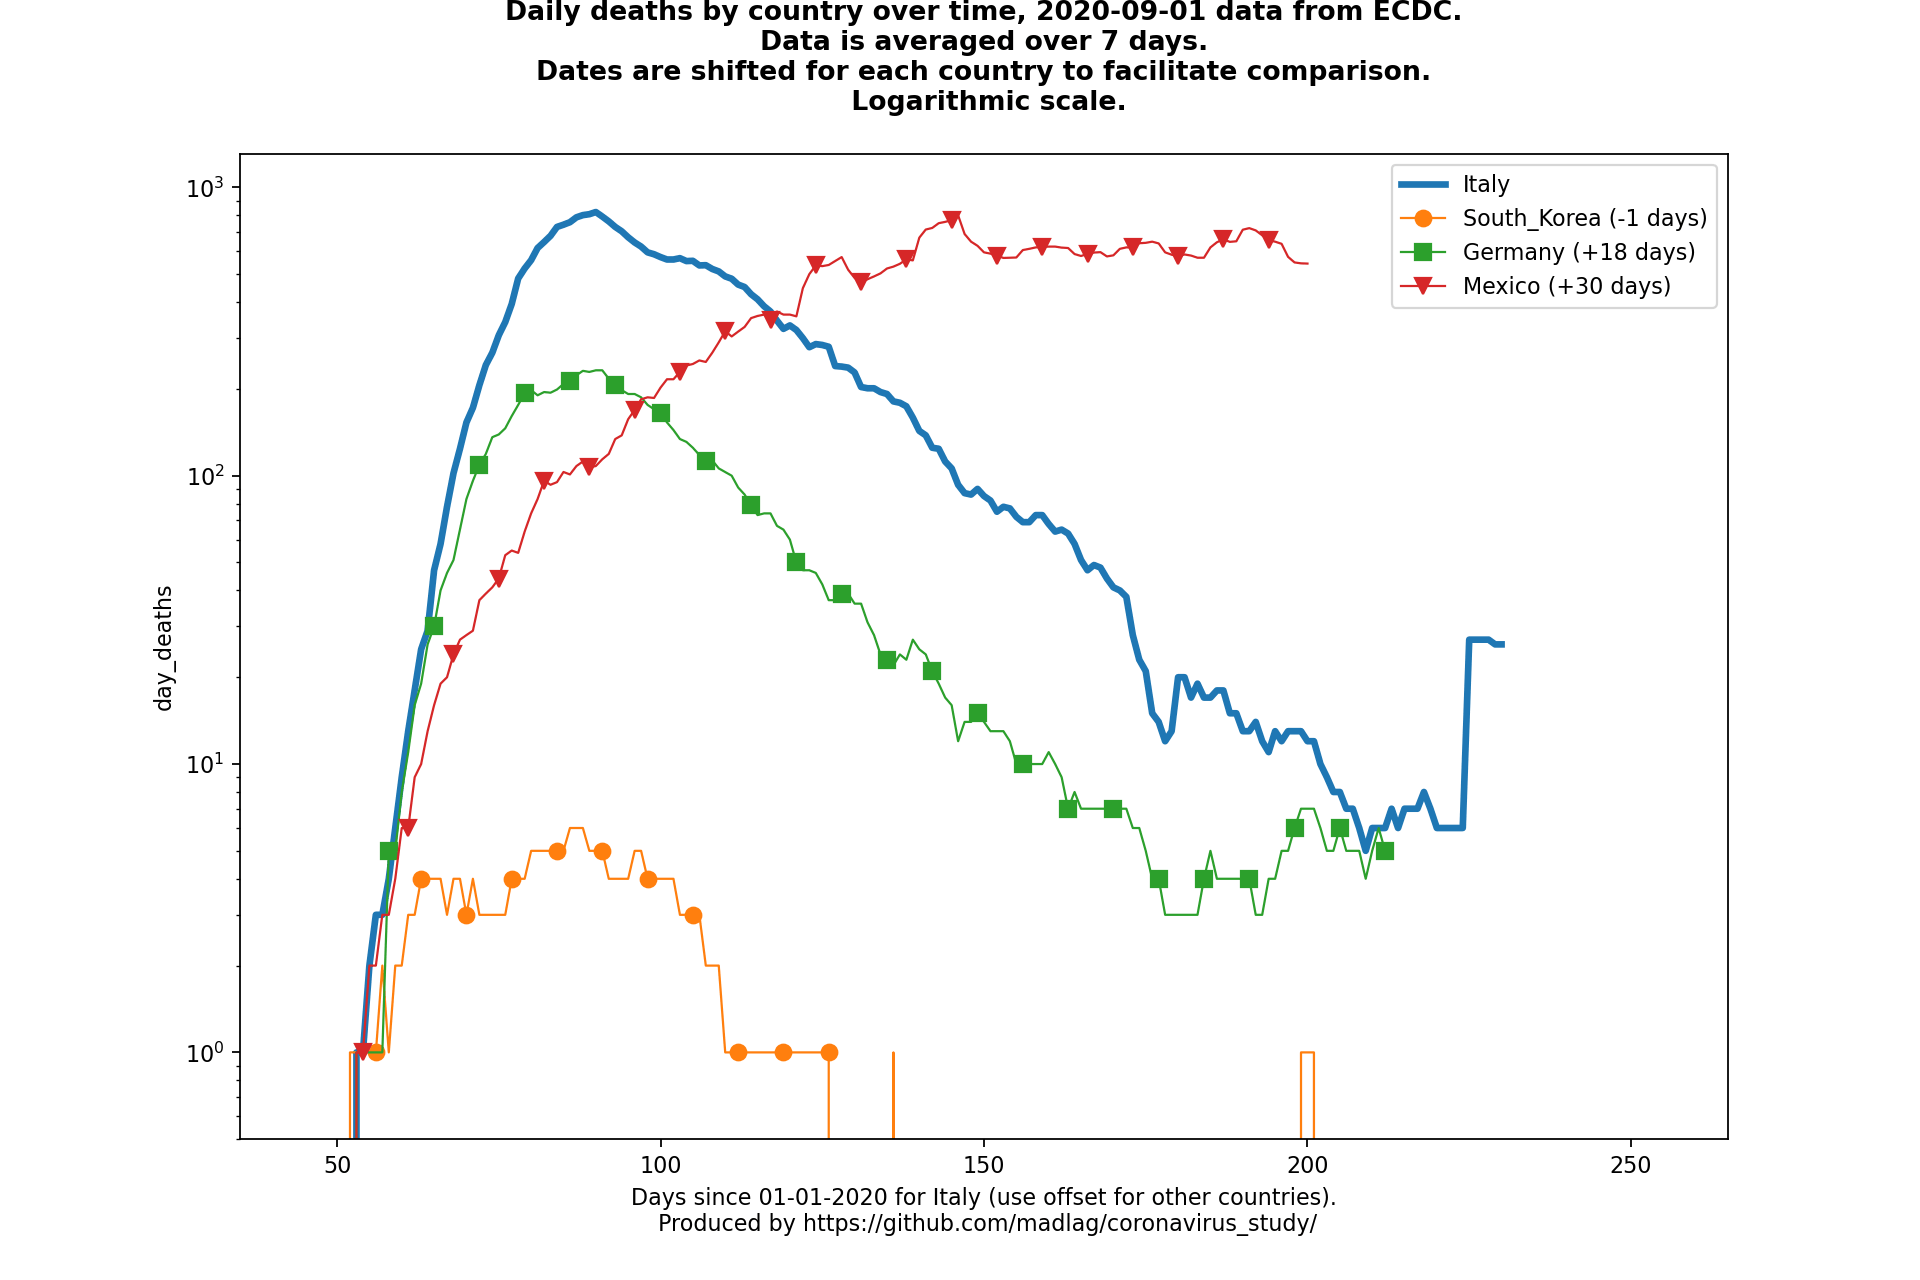 Daily deaths by country over time, 2020-09-01 data from ECDC.
Data is averaged over 7 days.
Dates are shifted for each country to facilitate comparison.
Logarithmic scale.
10³
10²
10¹
10⁰
day_deaths
Italy
South_Korea (-1 days)
Germany (+18 days)
Mexico (+30 days)
50
100
150
200
250
Days since 01-01-2020 for Italy (use offset for other countries).
Produced by https://github.com/madlag/coronavirus_study/